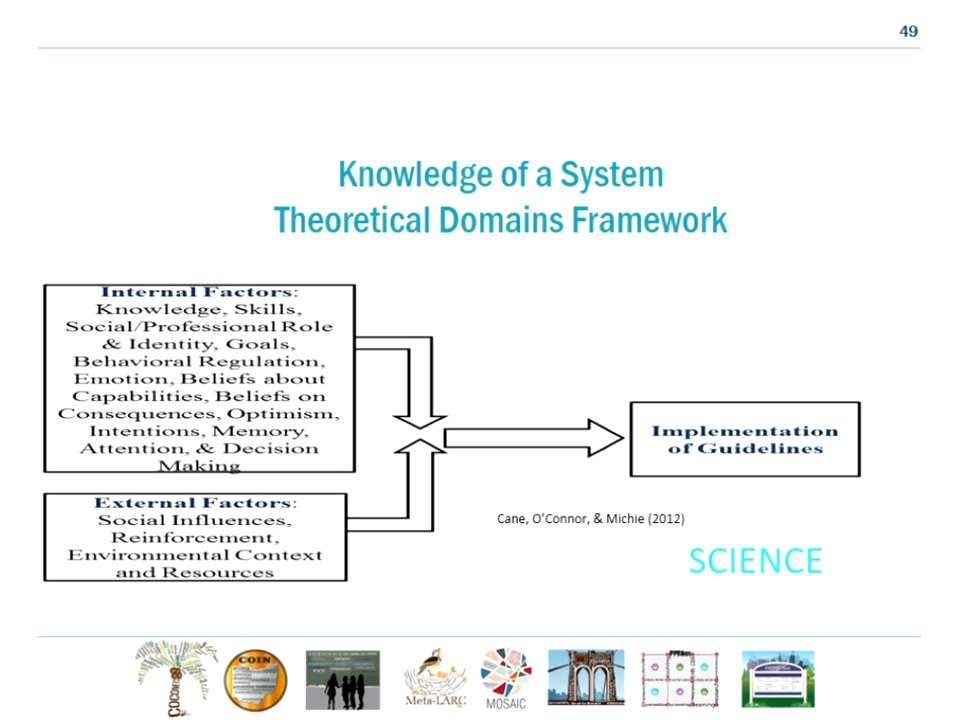 49
Knowledge of a System
Theoretical Domains Framework
Internal Factors:
Knowledge, Skills,
Social/Professional Role
& Identity, Goals,
Behavioral Regulation,
Emotion, Beliefs about
Capabilities, Beliefs on
Consequences, Optimism,
Intentions, Memory,
Attention, & Decision
Making
External Factors:
Social Influences,
Reinforcement,
Environmental Context
and Resources
Implementation
of Guidelines
Cane, O'Connor, & Michie (2012)
SCIENCE
COIN
Meta-LARC
MOSAIC